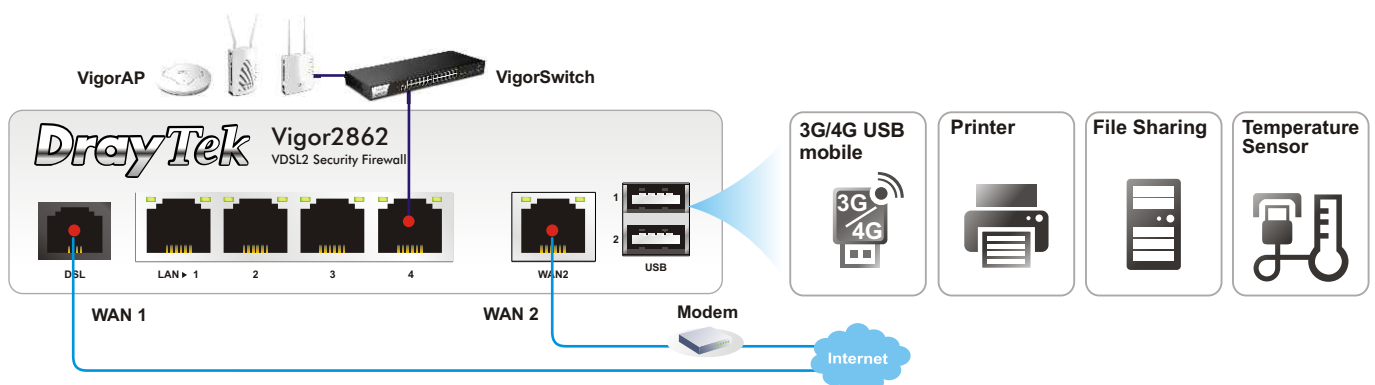 VigorAP
VigorSwitch
DrayTek
Vigor2862
VDSL2 Security Firewall
DSL
LAN ▶ 1
2
3
4
WAN2
1
2
USB
WAN 1
WAN 2
Modem
Internet
3G/4G USB
mobile
3G
4G
Printer
File Sharing
Temperature
Sensor